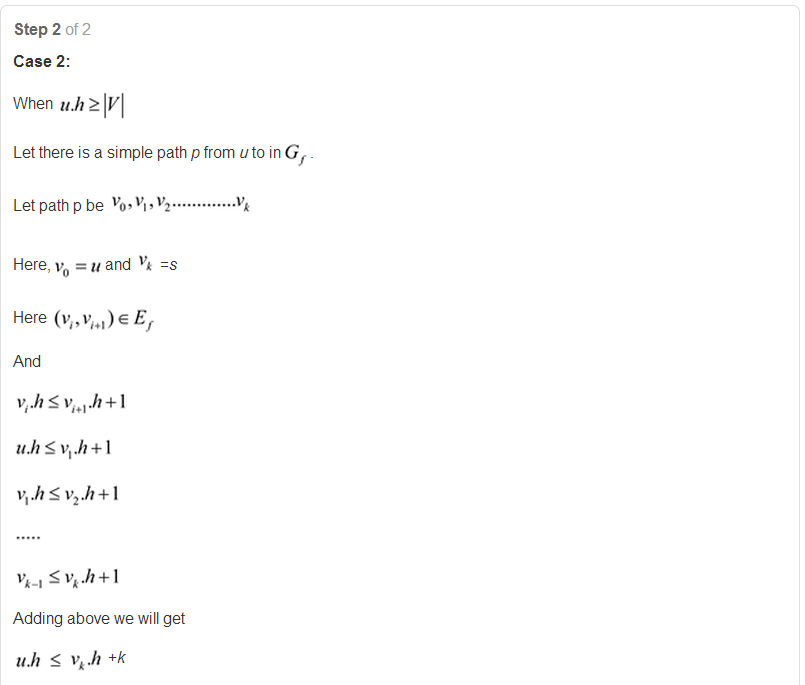 Step 2 of 2
Case 2:
When u.h ≥ |V|
Let there is a simple path p from u to in G_f .
Let path p be v_0, v_1, v_2..............v_k
Here, v_0 = u and v_k =s
Here (v_i, v_{i+1}) ∈ E_f
And
v_i.h ≤ v_{i+1}.h+1
u.h ≤ v_1.h+1
v_1.h ≤ v_2.h+1
.....
v_{k-1} ≤ v_k.h+1
Adding above we will get
u.h ≤ v_k.h +k